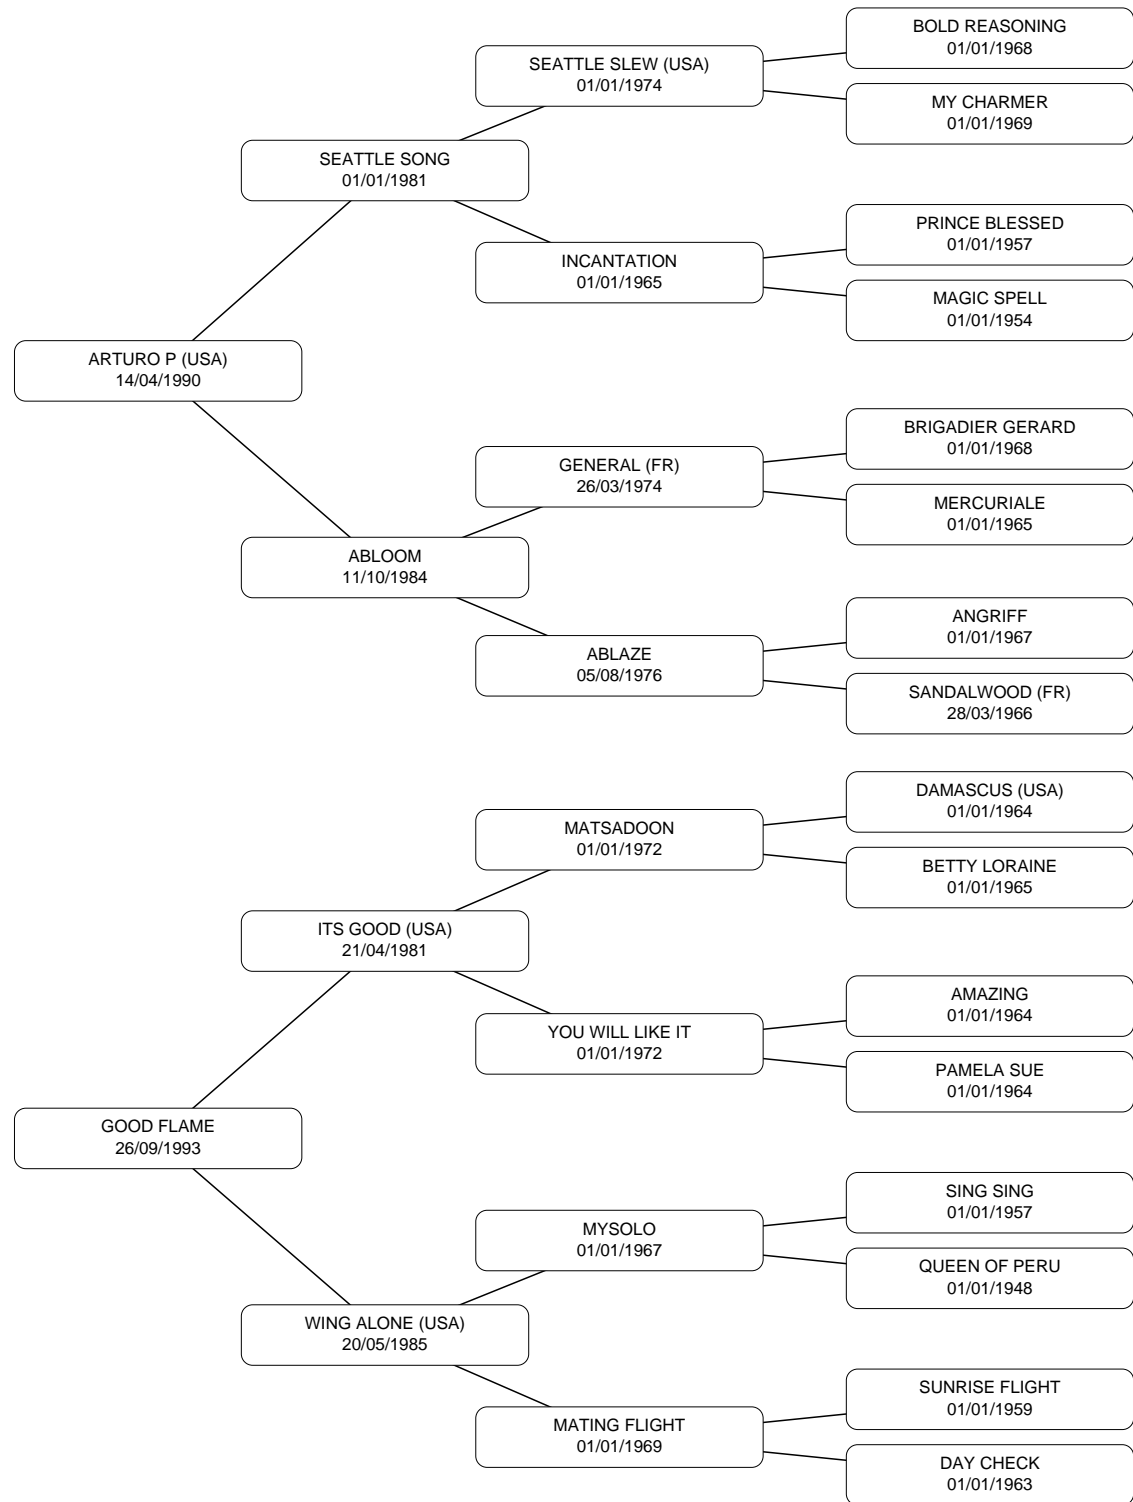 BOLD REASONING
01/01/1968
SEATTLE SLEW (USA)
01/01/1974
MY CHARMER
01/01/1969
SEATTLE SONG
01/01/1981
PRINCE BLESSED
01/01/1957
INCANTATION
01/01/1965
MAGIC SPELL
01/01/1954
ARTURO P (USA)
14/04/1990
BRIGADIER GERARD
01/01/1968
GENERAL (FR)
26/03/1974
MERCURIALE
01/01/1965
ABLOOM
11/10/1984
ANGRIFF
01/01/1967
ABLAZE
05/08/1976
SANDALWOOD (FR)
28/03/1966
DAMASCUS (USA)
01/01/1964
MATSADOON
01/01/1972
BETTY LORAINE
01/01/1965
ITS GOOD (USA)
21/04/1981
AMAZING
01/01/1964
YOU WILL LIKE IT
01/01/1972
PAMELA SUE
01/01/1964
GOOD FLAME
26/09/1993
SING SING
01/01/1957
MYSOLO
01/01/1967
QUEEN OF PERU
01/01/1948
WING ALONE (USA)
20/05/1985
SUNRISE FLIGHT
01/01/1959
MATING FLIGHT
01/01/1969
DAY CHECK
01/01/1963